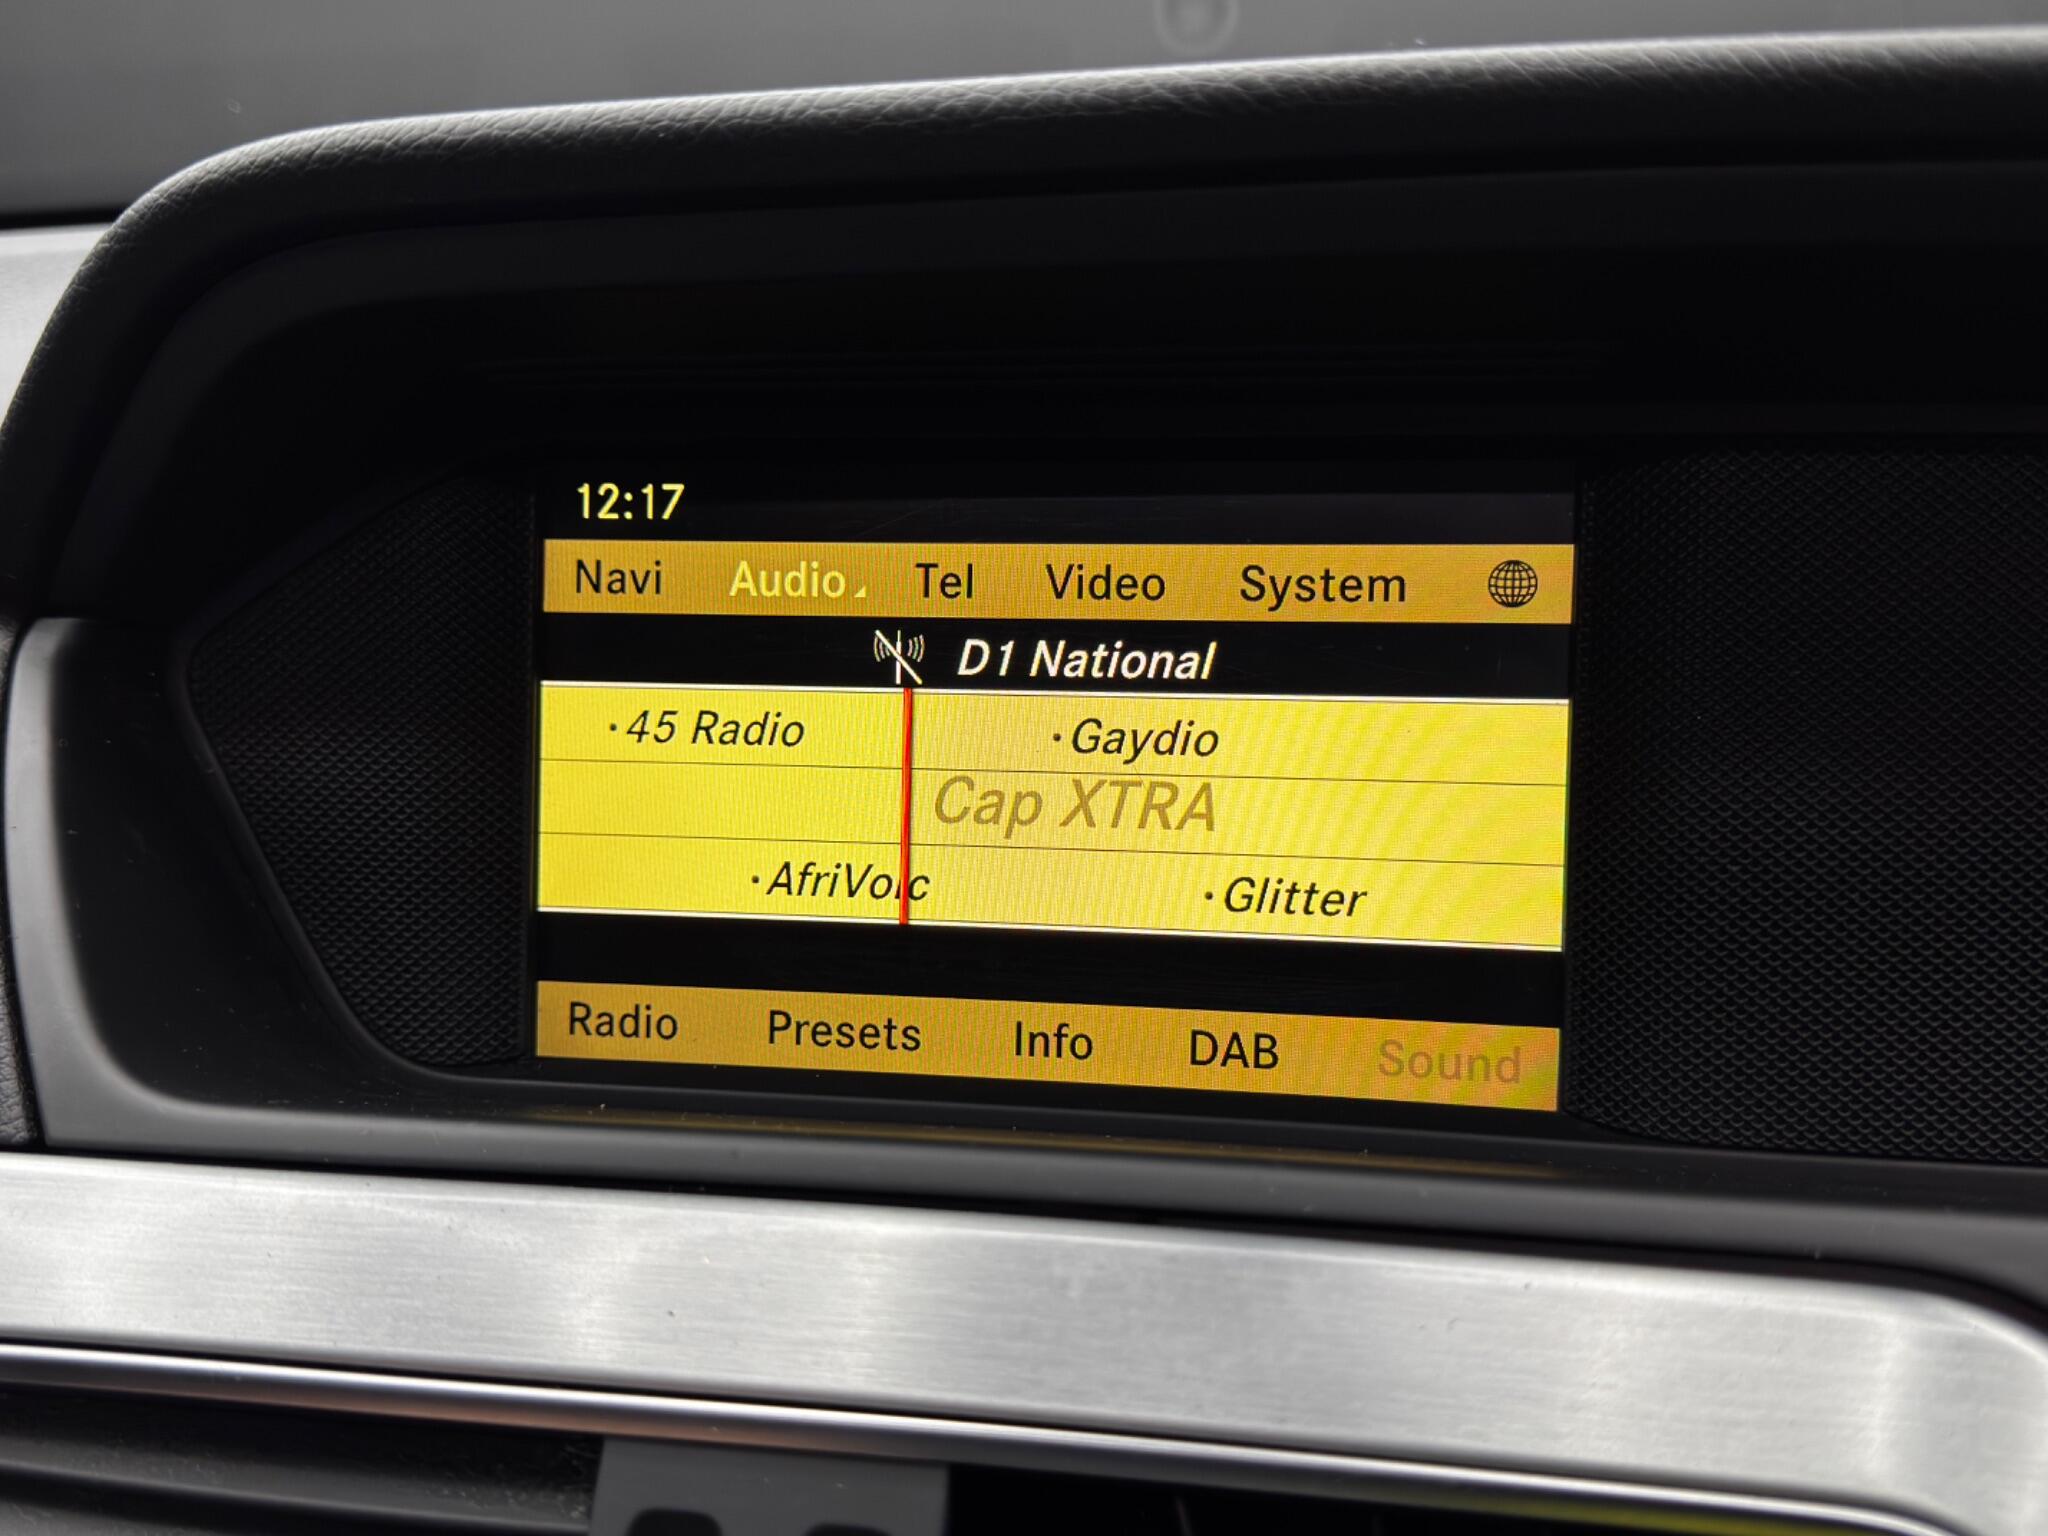 12:17
Navi Audio Tel Video System
D1 National
·45 Radio ·Gaydio
Cap XTRA
·AfriVoic ·Glitter
Radio Presets Info DAB Sound